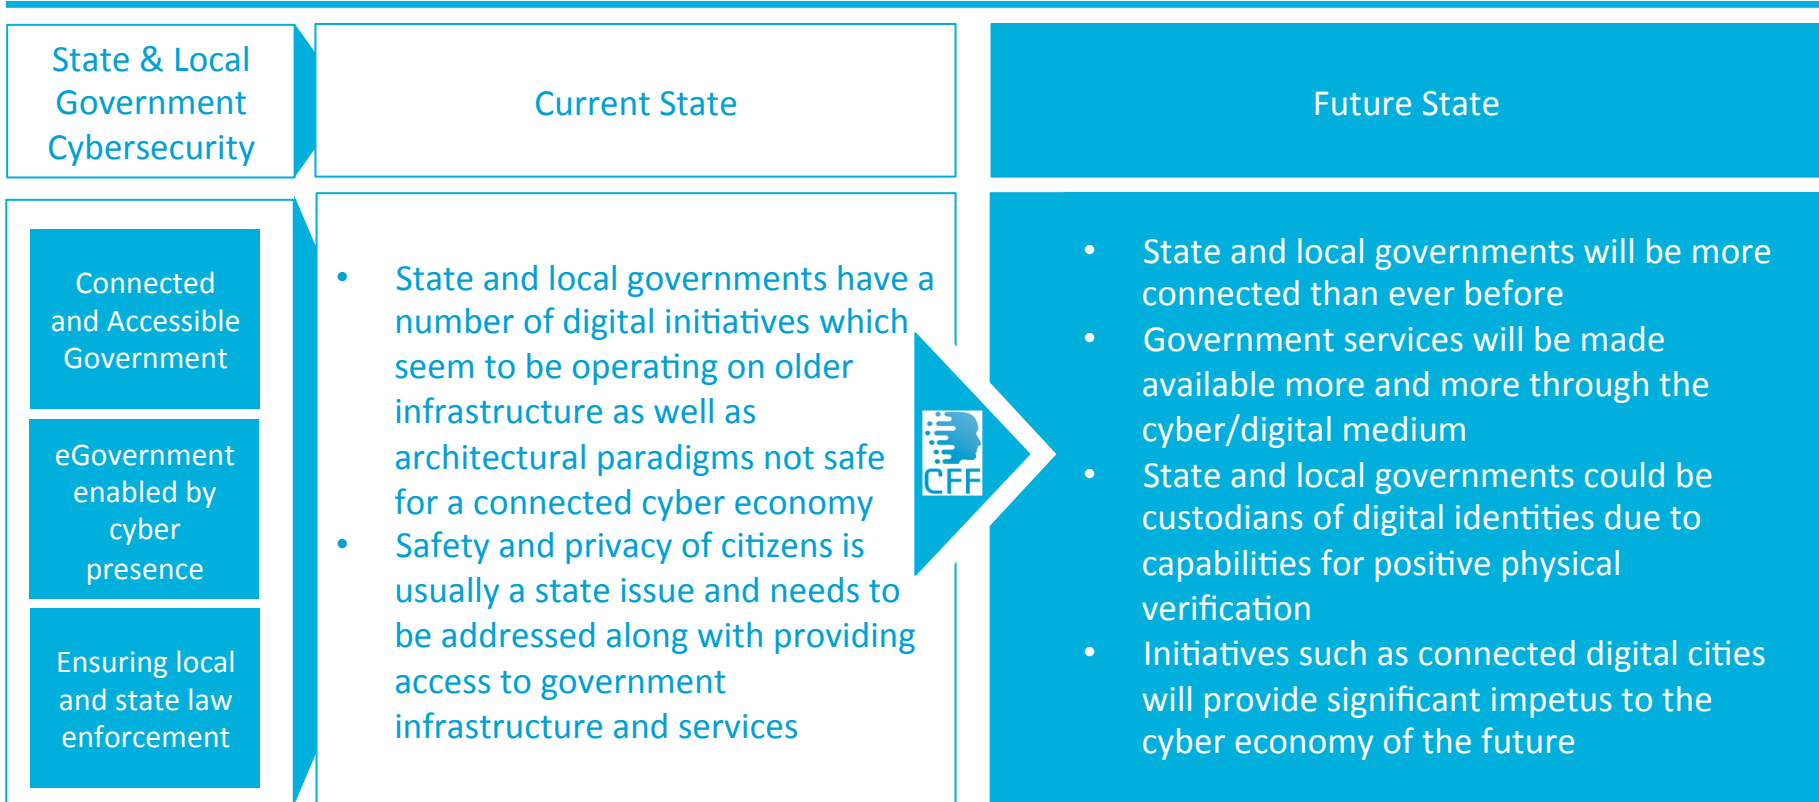 State & Local
Government
Cybersecurity
Current State
Future State
Connected
and Accessible
Government
eGovernment
enabled by
cyber
presence
Ensuring local
and state law
enforcement
• State and local governments have a
number of digital initiatives which
seem to be operating on older
infrastructure as well as
architectural paradigms not safe
for a connected cyber economy
• Safety and privacy of citizens is
usually a state issue and needs to
be addressed along with providing
access to government
infrastructure and services
CFF
• State and local governments will be more
connected than ever before
• Government services will be made
available more and more through the
cyber/digital medium
• State and local governments could be
custodians of digital identities due to
capabilities for positive physical
verification
• Initiatives such as connected digital cities
will provide significant impetus to the
cyber economy of the future